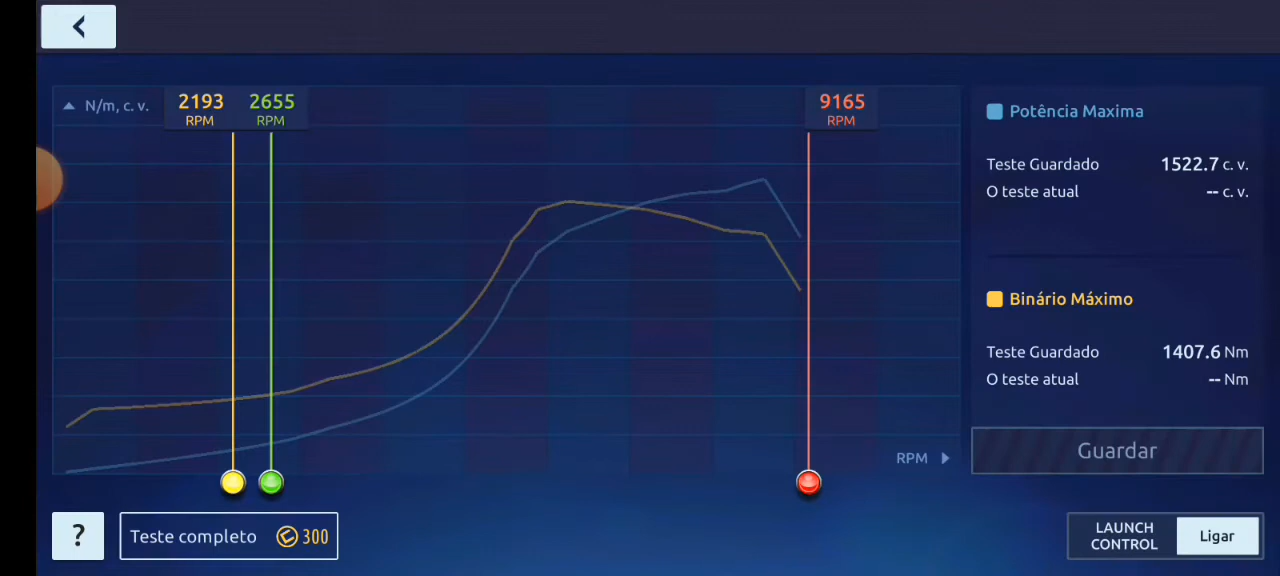 N/m, c. v.
2193
RPM
2655
RPM
9165
RPM
Potência Maxima
Teste Guardado 1522.7 c. v.
O teste atual -- c. v.
Binário Máximo
Teste Guardado 1407.6 Nm
O teste atual -- Nm
RPM
Guardar
? Teste completo 300
LAUNCH
CONTROL
Ligar